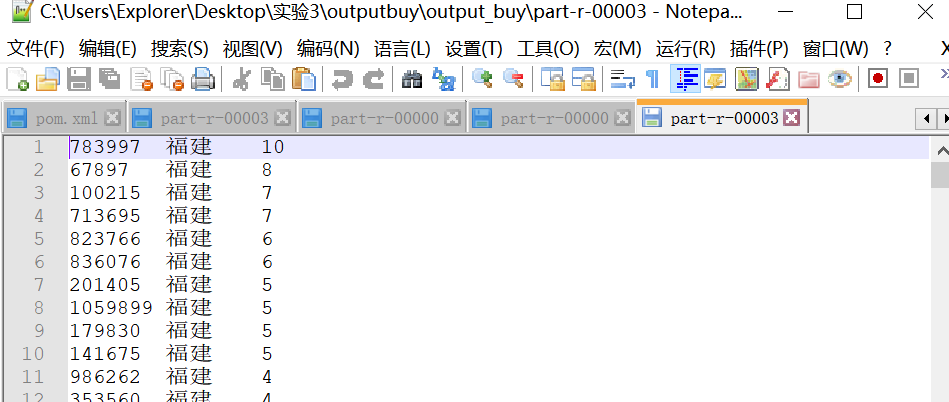 C:\Users\Explorer\Desktop\实验3\outputbuy\output_buy\part-r-00003 - Notepa...
文件(F) 编辑(E) 搜索(S) 视图(V) 编码(N) 语言(L) 设置(T) 工具(O) 宏(M) 运行(R) 插件(P) 窗口(W) ?
pom.xml part-r-00003 part-r-00000 part-r-00000 part-r-00003
1 783997 福建 10
2 67897 福建 8
3 100215 福建 7
4 713695 福建 7
5 823766 福建 6
6 836076 福建 6
7 201405 福建 5
8 1059899 福建 5
9 179830 福建 5
10 141675 福建 5
11 986262 福建 4
12 353560 福建 4